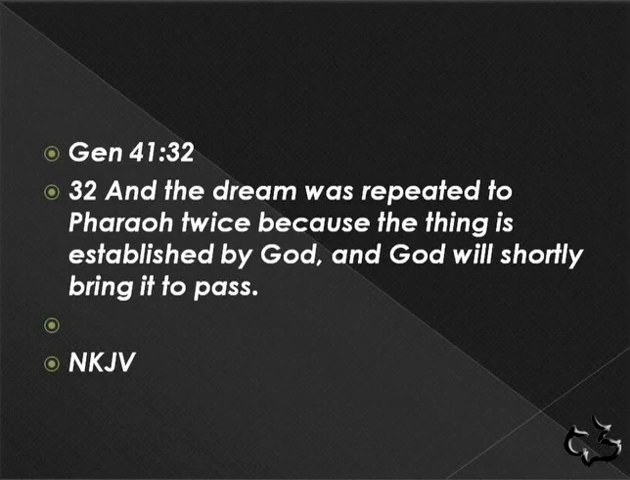 Gen 41:32
32 And the dream was repeated to
Pharaoh twice because the thing is
established by God, and God will shortly
bring it to pass.
NKJV